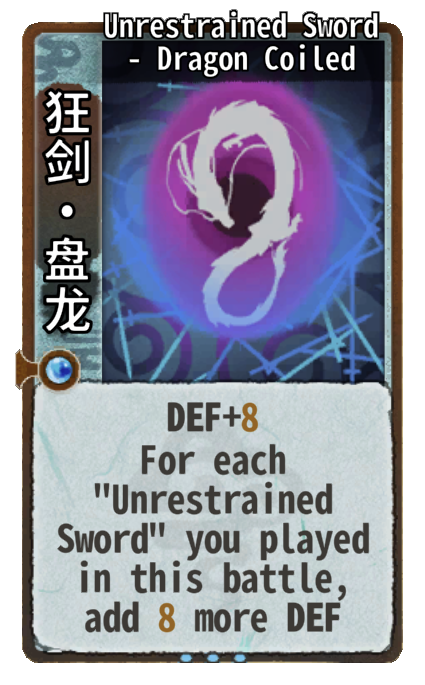 Unrestrained Sword
- Dragon Coiled
狂剑·盘龙
DEF+8
For each
"Unrestrained
Sword" you played
in this battle,
add 8 more DEF